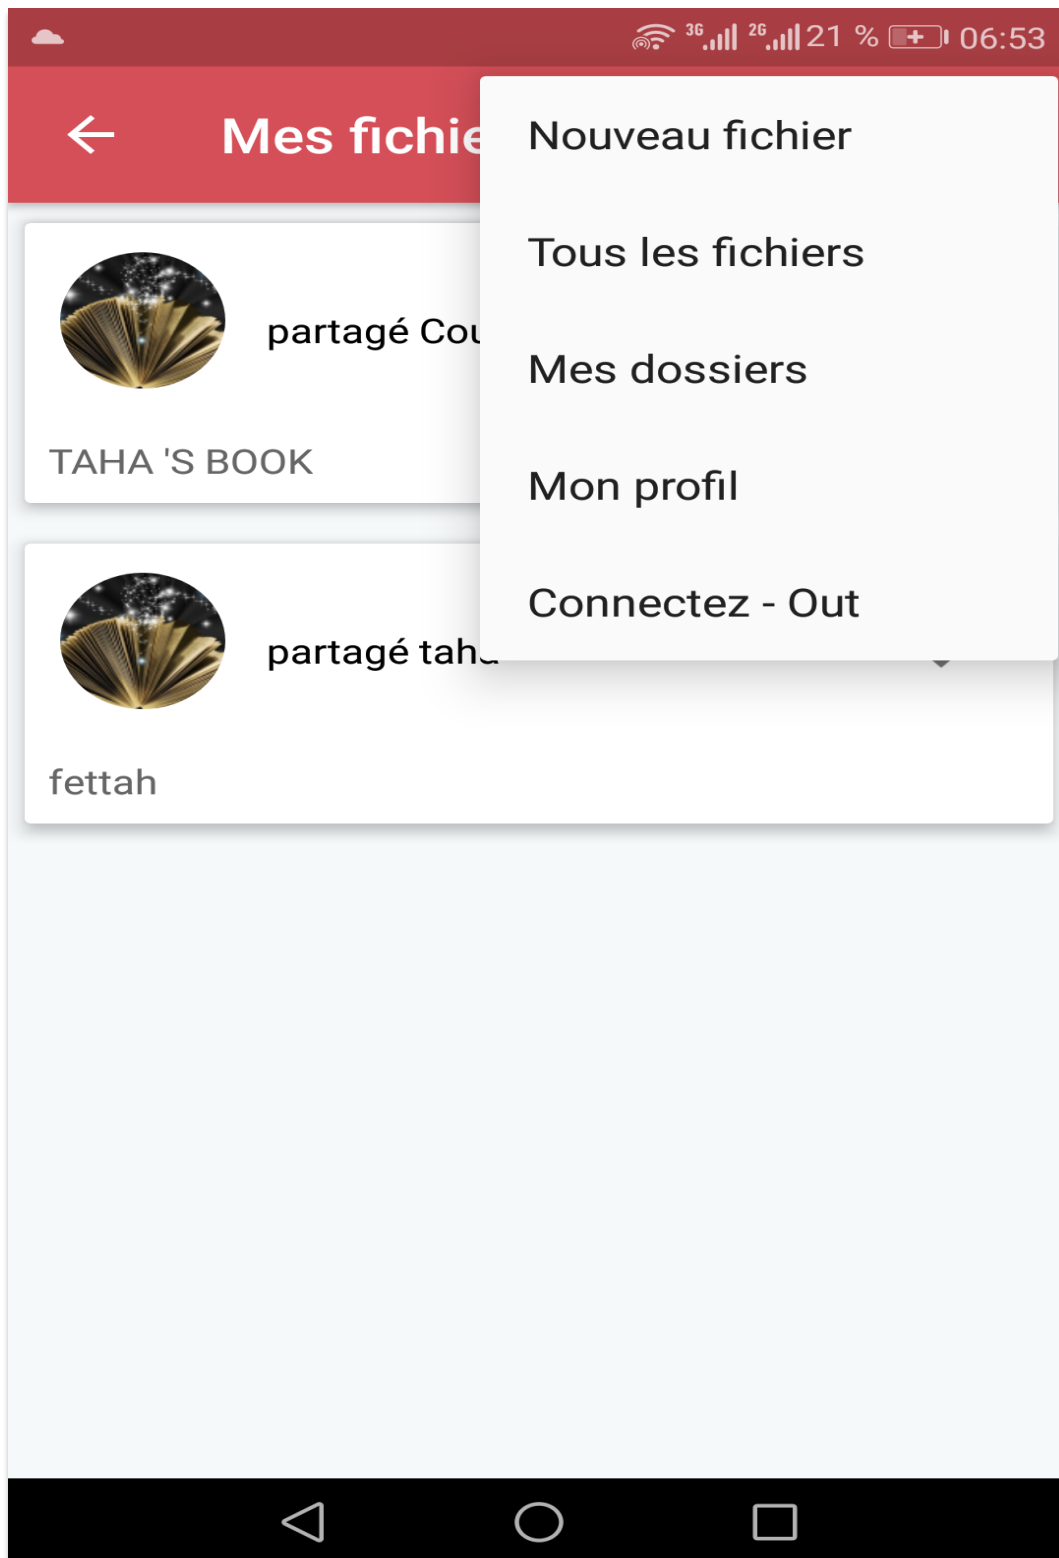 3G 2G 21 % 06:53
Mes fichie
Nouveau fichier
Tous les fichiers
Mes dossiers
Mon profil
Connectez - Out
partagé Cou
TAHA 'S BOOK
partagé taha
fettah